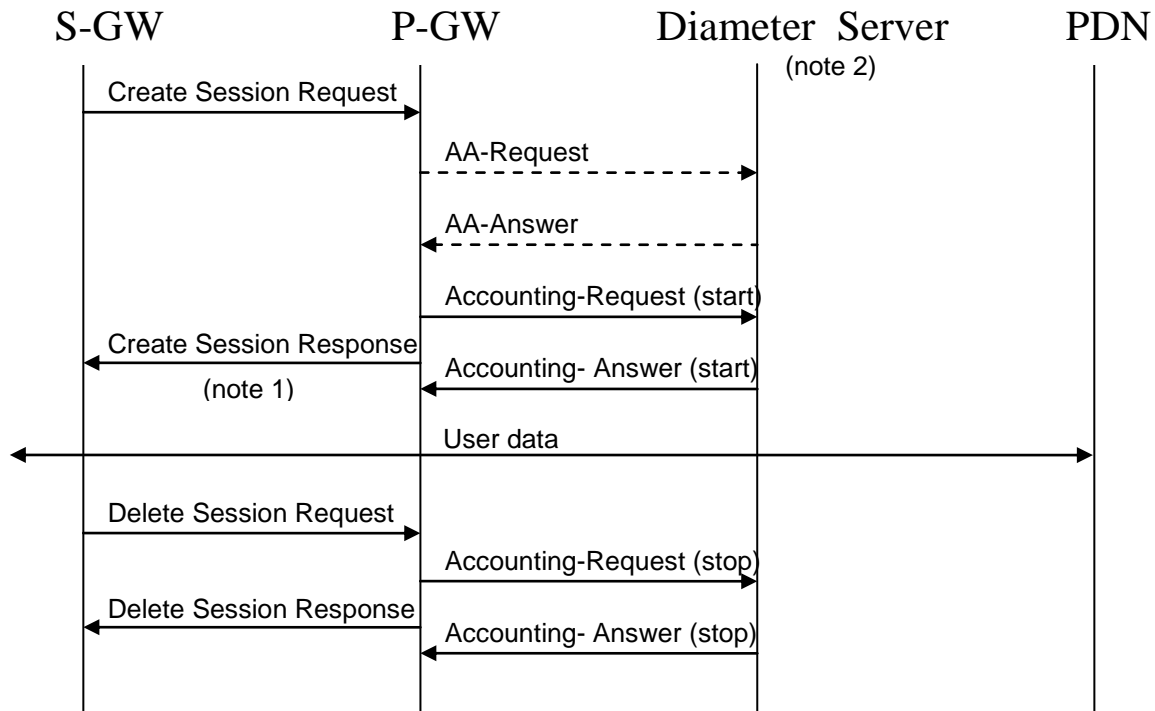 S-GW P-GW Diameter Server PDN
(note 2)
Create Session Request
AA-Request
AA-Answer
Accounting-Request (start)
Create Session Response
Accounting- Answer (start)
(note 1)
User data
Delete Session Request
Accounting-Request (stop)
Delete Session Response
Accounting- Answer (stop)